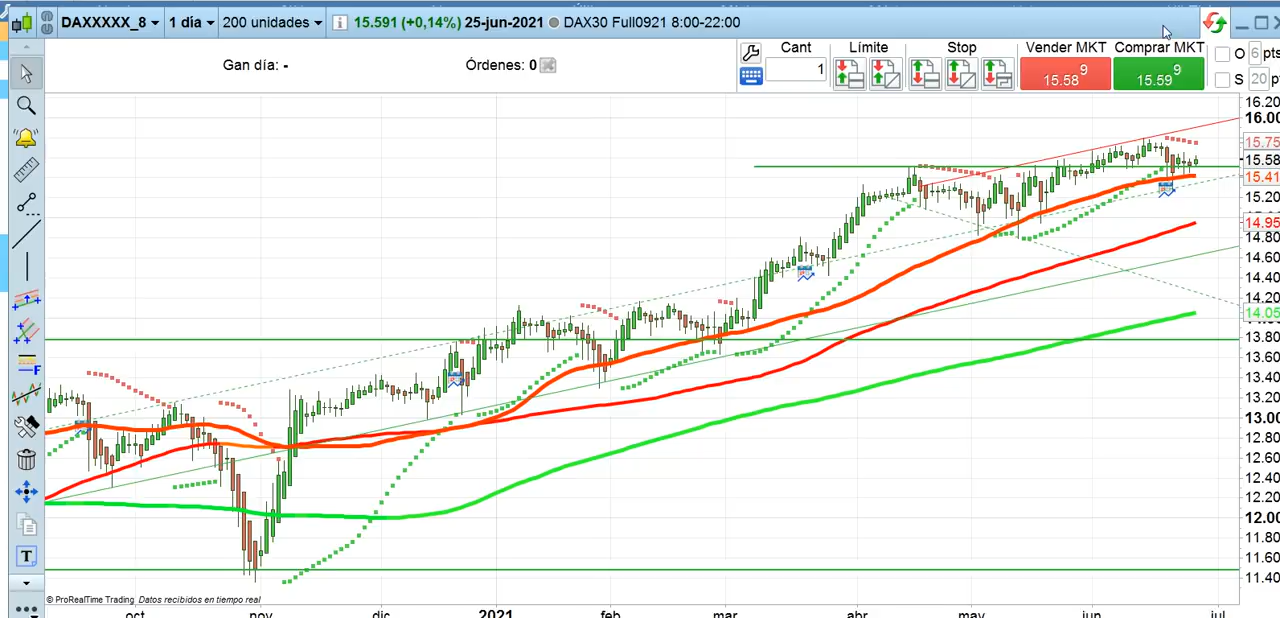 DAXXXXX_8 1 día 200 unidades 15.591 (+0,14%) 25-jun-2021 DAX30 Full0921 8:00-22:00
Gan día: - Órdenes: 0
Cant Límite Stop Vender MKT Comprar MKT
1 15.58 9 15.59 9
O 6 pts
S 20 p
16.20
16.00
15.75
15.58
15.41
15.20
14.95
14.80
14.60
14.40
14.20
14.05
13.80
13.60
13.40
13.20
13.00
12.80
12.60
12.40
12.20
12.00
11.80
11.60
11.40
F
T
© ProRealTime Trading Datos recibidos en tiempo real
oct nov dic 2021 feb mar abr may jun jul